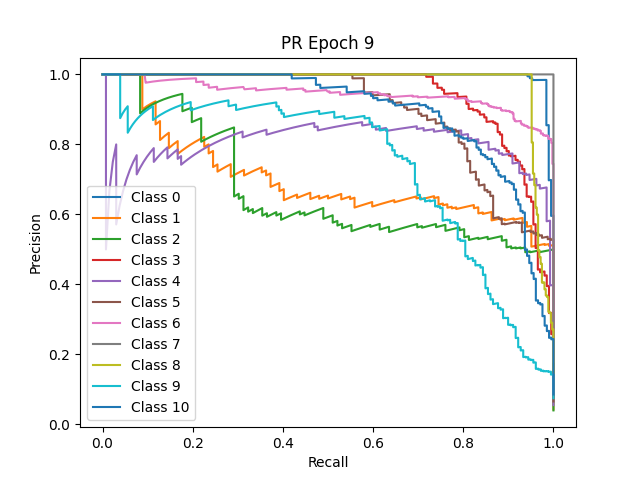 PR Epoch 9
Precision
1.0
0.8
0.6
0.4
0.2
0.0
Class 0
Class 1
Class 2
Class 3
Class 4
Class 5
Class 6
Class 7
Class 8
Class 9
Class 10
0.0 0.2 0.4 0.6 0.8 1.0
Recall